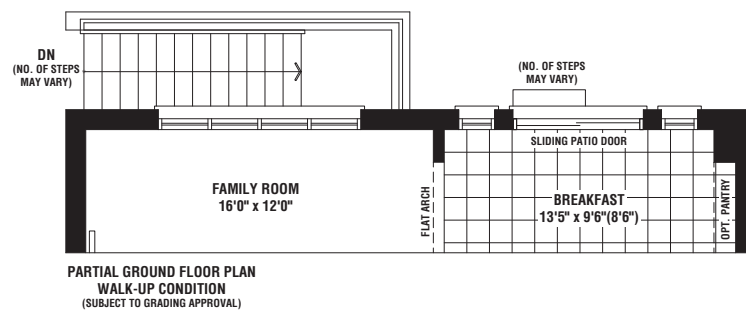 DN
(NO. OF STEPS
MAY VARY)
(NO. OF STEPS
MAY VARY)
SLIDING PATIO DOOR
FAMILY ROOM
16'0" x 12'0"
FLAT ARCH
BREAKFAST
13'5" x 9'6"(8'6")
OPT. PANTRY
PARTIAL GROUND FLOOR PLAN
WALK-UP CONDITION
(SUBJECT TO GRADING APPROVAL)